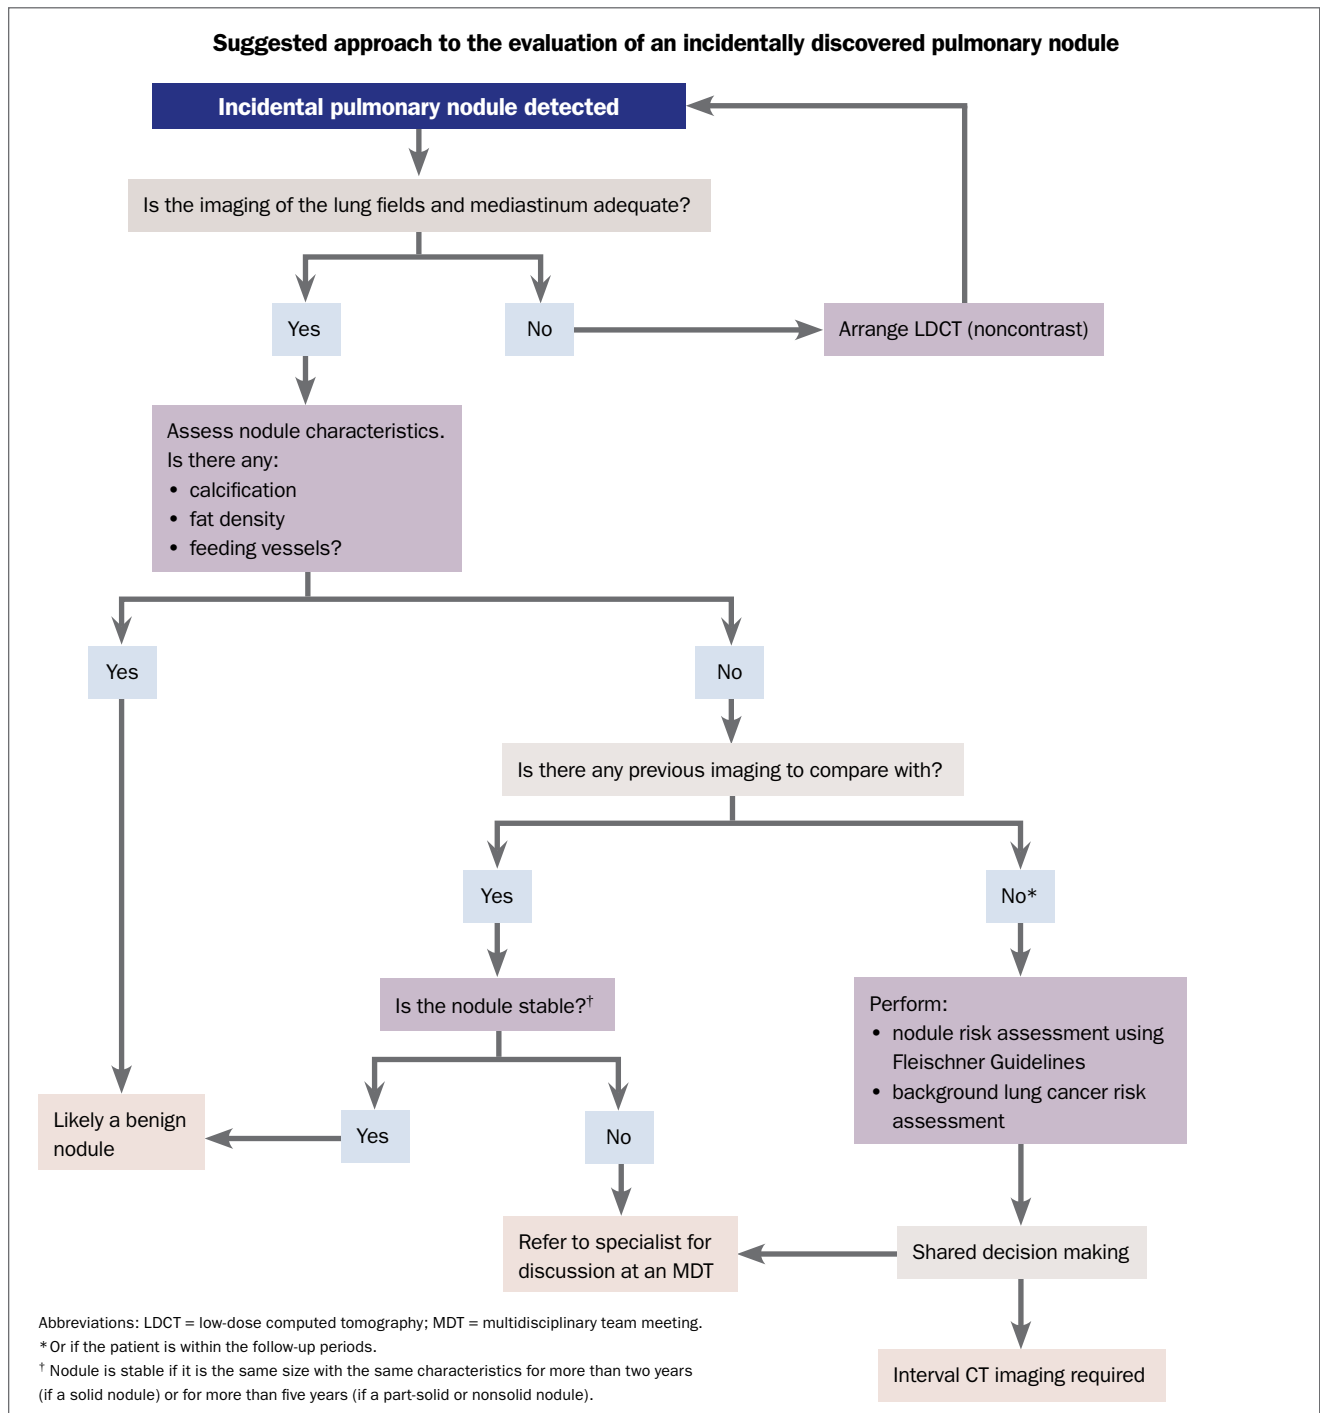 Suggested approach to the evaluation of an incidentally discovered pulmonary nodule
Incidental pulmonary nodule detected
Is the imaging of the lung fields and mediastinum adequate?
Yes
No
Arrange LDCT (noncontrast)
Assess nodule characteristics.
Is there any:
• calcification
• fat density
• feeding vessels?
Yes
No
Is there any previous imaging to compare with?
Yes
No*
Is the nodule stable?†
Perform:
• nodule risk assessment using
Fleischner Guidelines
• background lung cancer risk
assessment
Likely a benign
nodule
Yes
No
Refer to specialist for
discussion at an MDT
Shared decision making
Interval CT imaging required
Abbreviations: LDCT = low-dose computed tomography; MDT = multidisciplinary team meeting.
*Or if the patient is within the follow-up periods.
† Nodule is stable if it is the same size with the same characteristics for more than two years
(if a solid nodule) or for more than five years (if a part-solid or nonsolid nodule).